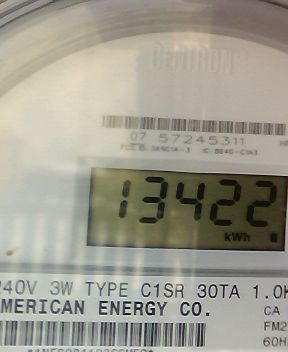 CENTRON
07 57245311
13422
kWh
240V 3W TYPE C1SR 30TA 1.0K
AMERICAN ENERGY CO.
CA
FM2
60H